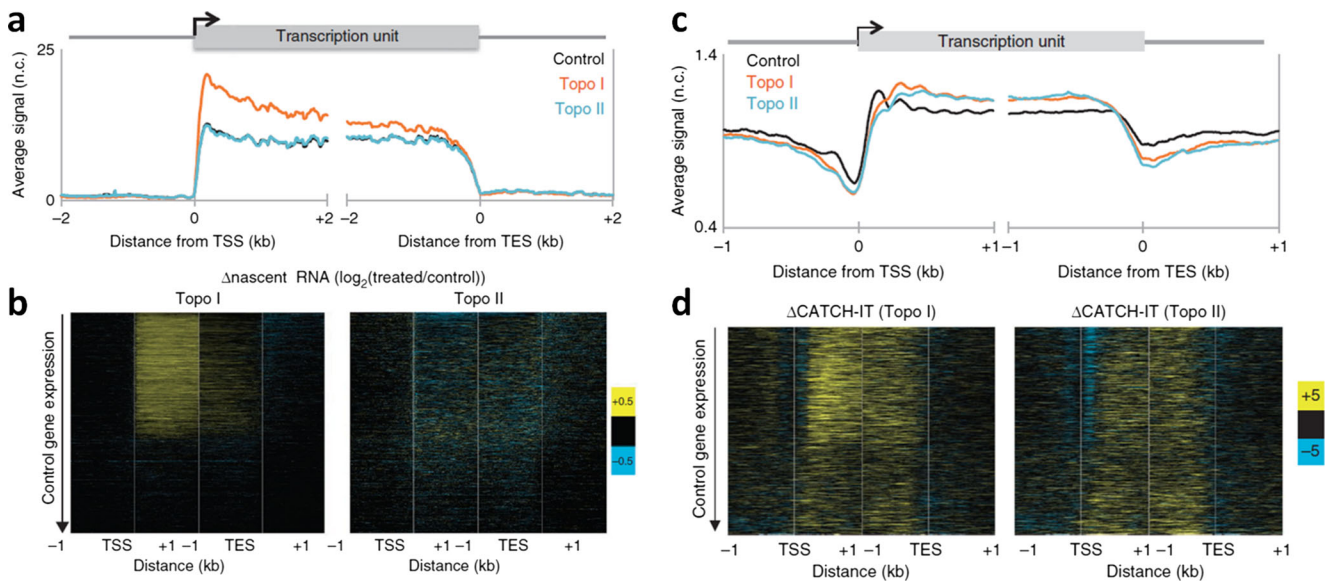 a
Transcription unit
25
Control
Topo I
Topo II
Average signal (n.c.)
0
−2
0
+2
−2
0
+2
Distance from TSS (kb)
Distance from TES (kb)
b
Δnascent RNA (log2(treated/control))
Topo I
Topo II
Control gene expression
+0.5
−0.5
−1
TSS
+1
−1
TES
+1
−1
TSS
+1
−1
TES
+1
Distance (kb)
Distance (kb)
c
Transcription unit
1.4
Control
Topo I
Topo II
Average signal (n.c.)
0.4
−1
0
+1
−1
0
+1
Distance from TSS (kb)
Distance from TES (kb)
d
ΔCATCH-IT (Topo I)
ΔCATCH-IT (Topo II)
Control gene expression
+5
−5
−1
TSS
+1
−1
TES
+1
−1
TSS
+1
−1
TES
+1
Distance (kb)
Distance (kb)